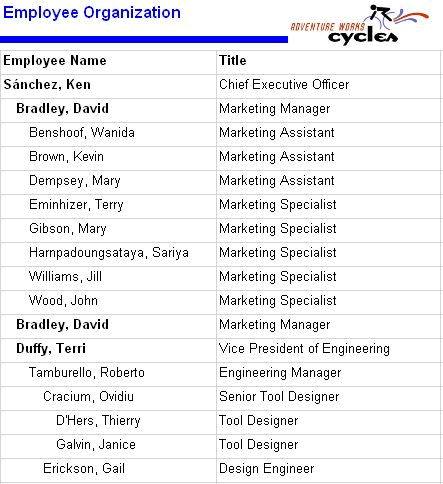 Employee Organization
ADVENTURE WORKS
cycles
Employee Name Title
Sánchez, Ken Chief Executive Officer
Bradley, David Marketing Manager
Benshoof, Wanida Marketing Assistant
Brown, Kevin Marketing Assistant
Dempsey, Mary Marketing Assistant
Eminhizer, Terry Marketing Specialist
Gibson, Mary Marketing Specialist
Harnpadoungsataya, Sariya Marketing Specialist
Williams, Jill Marketing Specialist
Wood, John Marketing Specialist
Bradley, David Marketing Manager
Duffy, Terri Vice President of Engineering
Tamburello, Roberto Engineering Manager
Cracium, Ovidiu Senior Tool Designer
D'Hers, Thierry Tool Designer
Galvin, Janice Tool Designer
Erickson, Gail Design Engineer